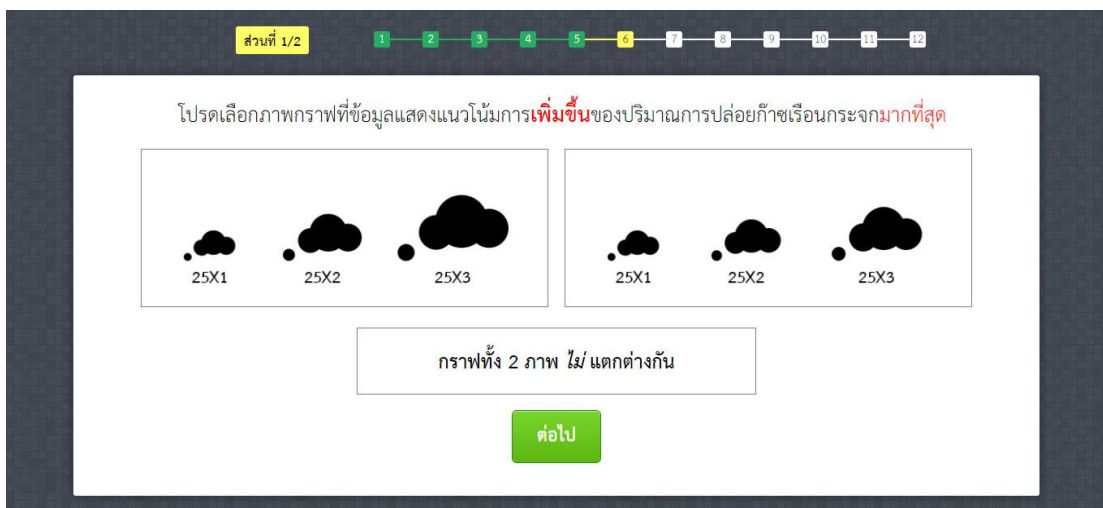 ส่วนที่ 1/2
1 2 3 4 5 6 7 8 9 10 11 12
โปรดเลือกภาพกราฟที่ข้อมูลแสดงแนวโน้มการเพิ่มขึ้นของปริมาณการปล่อยก๊าซเรือนกระจกมากที่สุด
25X1 25X2 25X3 25X1 25X2 25X3
กราฟทั้ง 2 ภาพ ไม่ แตกต่างกัน
ต่อไป